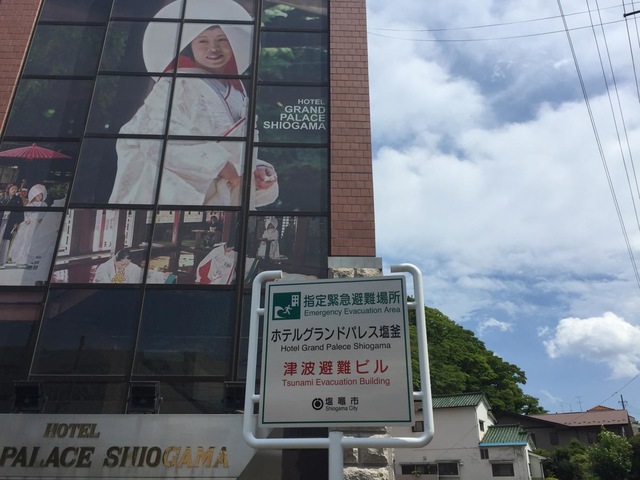 HOTEL
GRAND
PALACE
SHIOGAMA
指定緊急避難場所
Emergency Evacuation Area
ホテルグランドパレス塩釜
Hotel Grand Palece Shiogama
津波避難ビル
Tsunami Evacuation Building
塩竈市
Shiogama City
HOTEL
PALACE SHIOGAMA